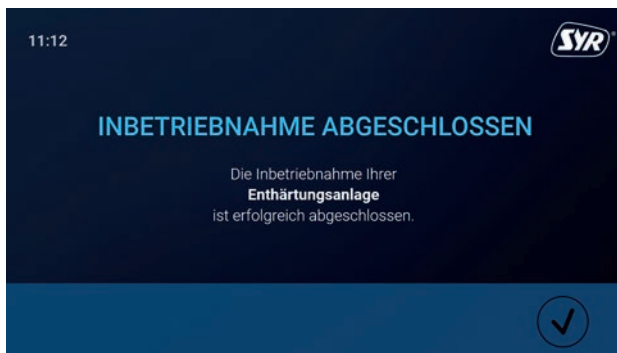 11:12
SYR®
INBETRIEBNAHME ABGESCHLOSSEN
Die Inbetriebnahme Ihrer
Enthärtungsanlage
ist erfolgreich abgeschlossen.